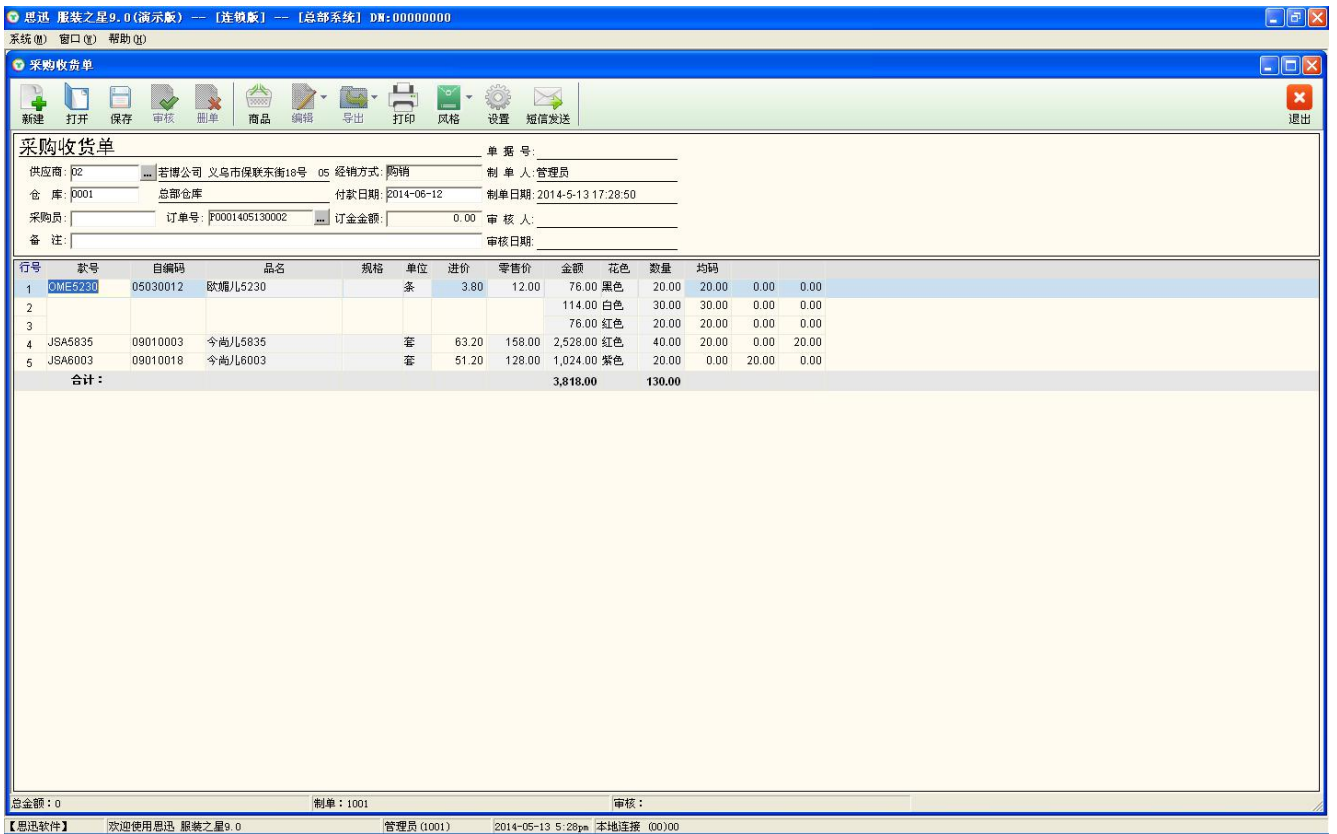 思迅 服装之星9.0(演示版) -- [连锁版] -- [总部系统] DN:00000000
系统(M) 窗口(Y) 帮助(H)
采购收货单
新建 打开 保存 审核 删单 商品 编辑 导出 打印 风格 设置 短信发送 退出
采购收货单 单 据 号:
供应商: 02 ... 若博公司 义乌市保联东街18号 05 经销方式: 购销 制 单 人: 管理员
仓 库: 0001 总部仓库 付款日期: 2014-06-12 制单日期: 2014-5-13 17:28:50
采购员: 订单号: P0001405130002 ... 订金金额: 0.00 审 核 人:
备 注: 审核日期:
行号 款号 自编码 品名 规格 单位 进价 零售价 金额 花色 数量 均码
1 OME5230 05030012 欧媚儿5230 条 3.80 12.00 76.00 黑色 20.00 20.00 0.00 0.00
2 114.00 白色 30.00 30.00 0.00 0.00
3 76.00 红色 20.00 20.00 0.00 0.00
4 JSA5835 09010003 今尚儿5835 套 63.20 158.00 2,528.00 红色 40.00 20.00 0.00 20.00
5 JSA6003 09010018 今尚儿6003 套 51.20 128.00 1,024.00 紫色 20.00 0.00 20.00 0.00
合计： 3,818.00 130.00
总金额：0 制单：1001 审核：
【思迅软件】 欢迎使用思迅 服装之星9.0 管理员(1001) 2014-05-13 5:28pm 本地连接 (00)00